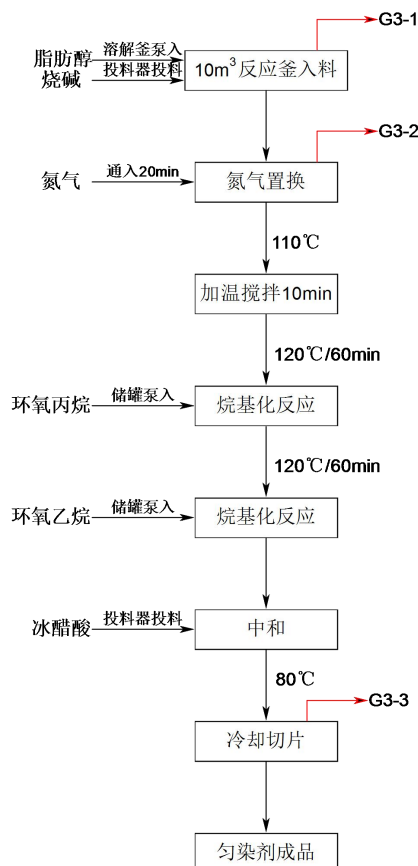 G3-1
脂肪醇 溶解釜泵入
烧碱 投料器投料
10m³反应釜入料
G3-2
氮气 通入20min 氮气置换
110℃
加温搅拌10min
120℃/60min
环氧丙烷 储罐泵入 烷基化反应
120℃/60min
环氧乙烷 储罐泵入 烷基化反应
冰醋酸 投料器投料 中和
80℃
G3-3
冷却切片
匀染剂成品